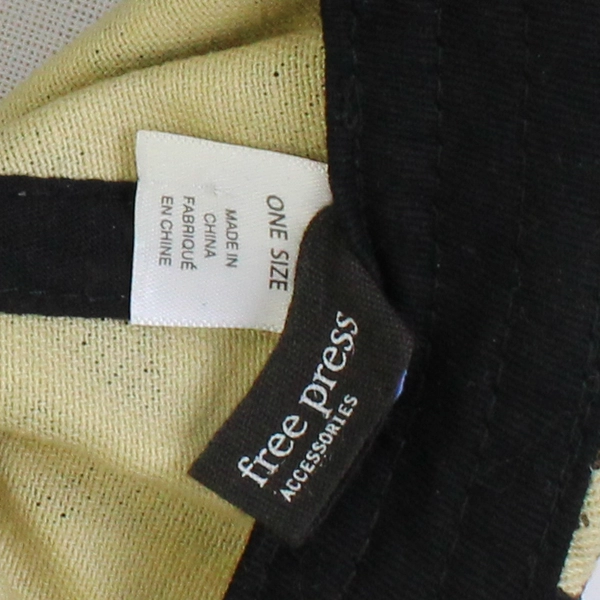 ONE SIZE
MADE IN
CHINA
FABRIQUÉ
EN CHINE
free press
ACCESSORIES